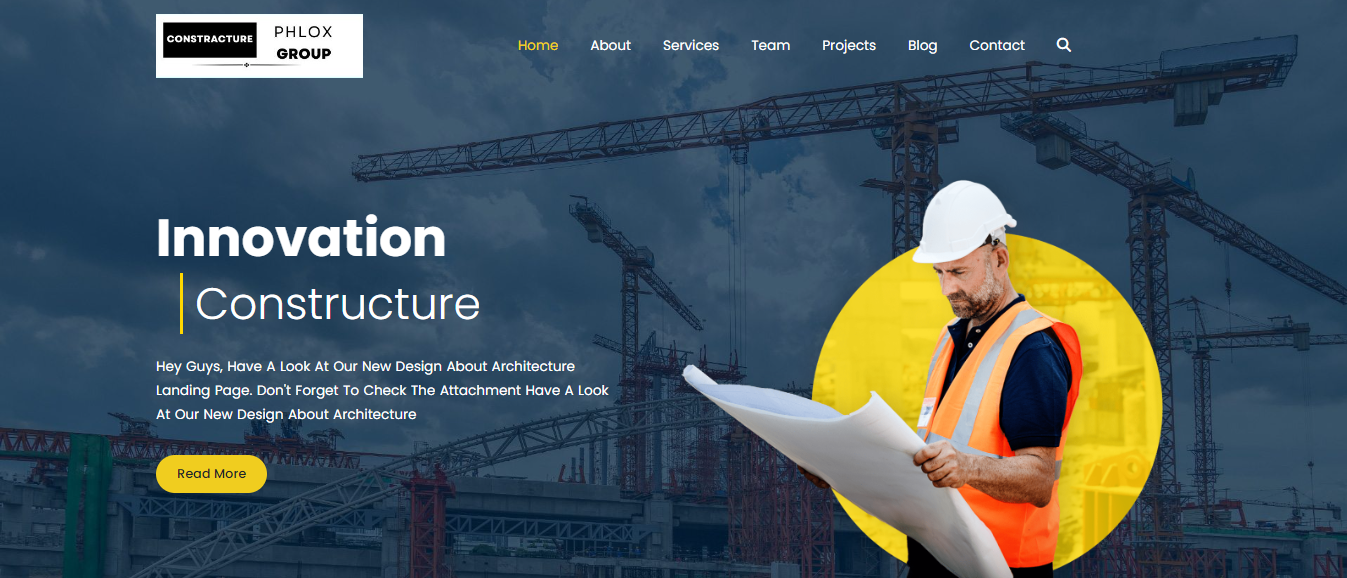 CONSTRACTURE
PHLOX
GROUP
Home About Services Team Projects Blog Contact
Innovation
Constructure
Hey Guys, Have A Look At Our New Design About Architecture
Landing Page. Don't Forget To Check The Attachment Have A Look
At Our New Design About Architecture
Read More